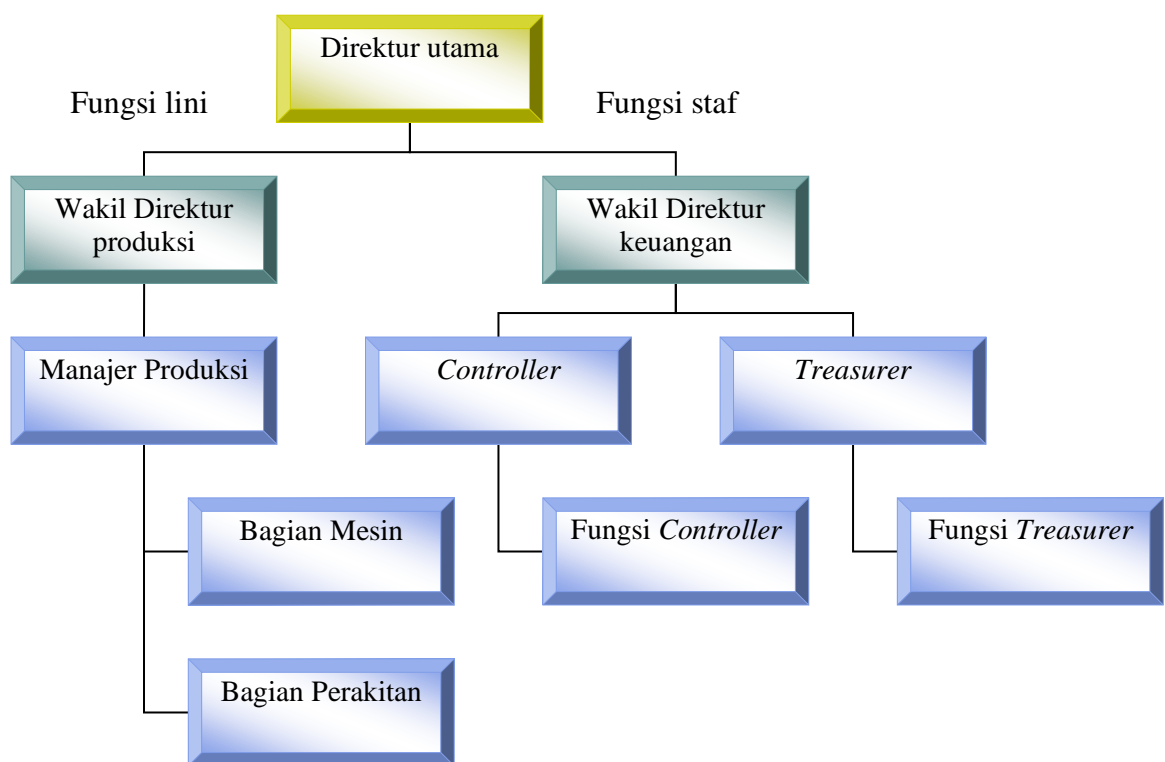 Direktur utama
Fungsi lini
Fungsi staf
Wakil Direktur
produksi
Wakil Direktur
keuangan
Manajer Produksi
Controller
Treasurer
Bagian Mesin
Fungsi Controller
Fungsi Treasurer
Bagian Perakitan